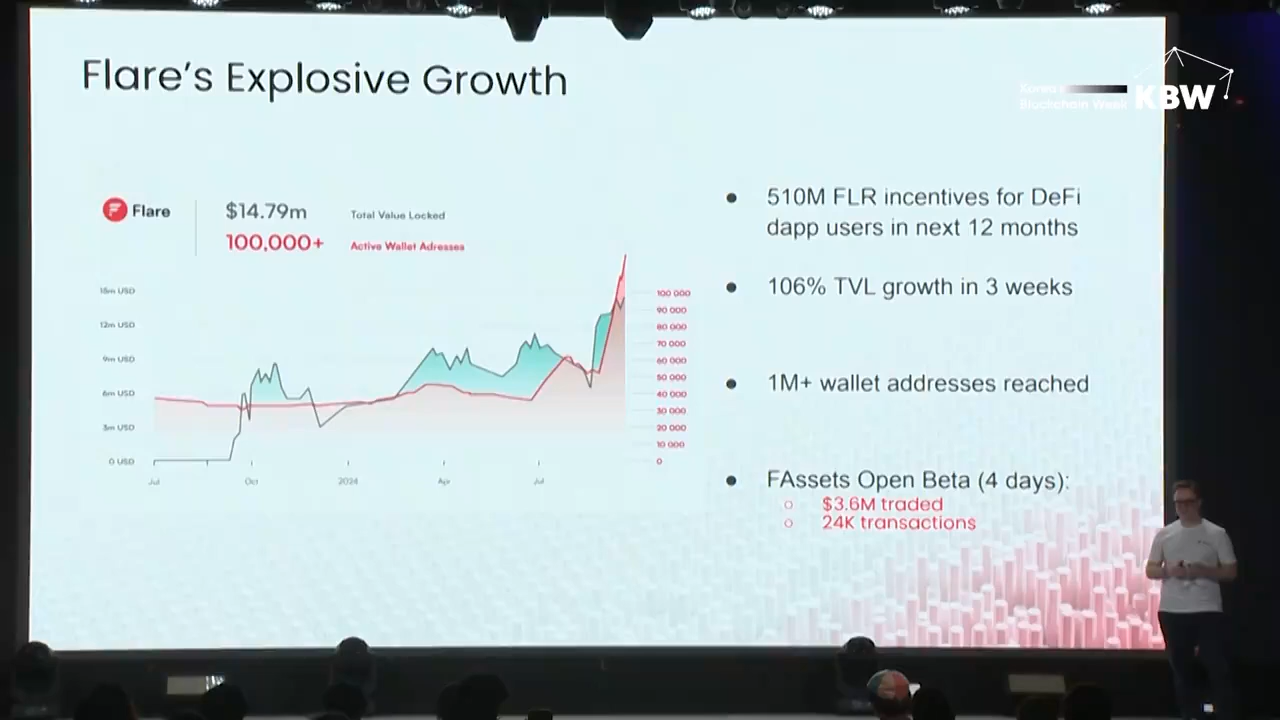 Flare's Explosive Growth
Korea
Blockchain Week
KBW
Flare
$14.79m
Total Value Locked
100,000+
Active Wallet Adresses
15m USD
12m USD
9m USD
6m USD
3m USD
0 USD
100 000
90 000
80 000
70 000
60 000
50 000
40 000
30 000
20 000
10 000
0
Jul
Oct
2024
Apr
Jul
● 510M FLR incentives for DeFi
dapp users in next 12 months
● 106% TVL growth in 3 weeks
● 1M+ wallet addresses reached
● FAssets Open Beta (4 days):
○ $3.6M traded
○ 24K transactions